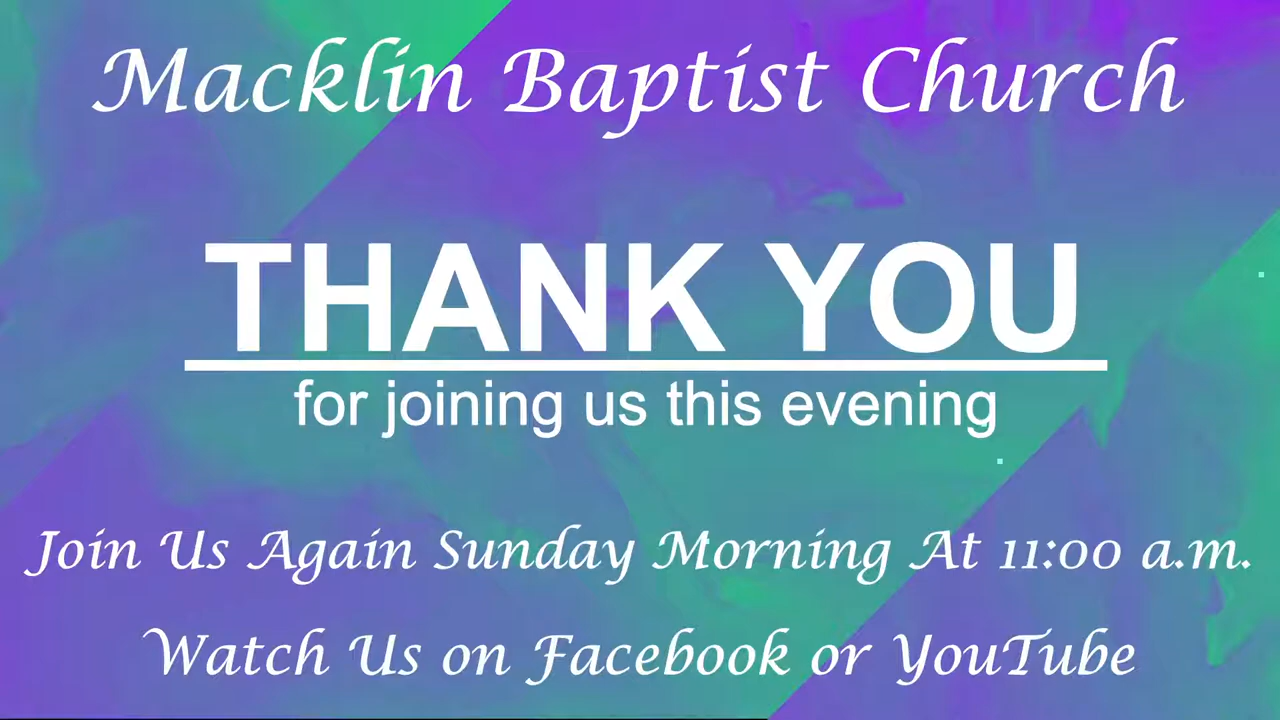 Macklin Baptist Church
THANK YOU
for joining us this evening
Join Us Again Sunday Morning At 11:00 a.m.
Watch Us on Facebook or YouTube